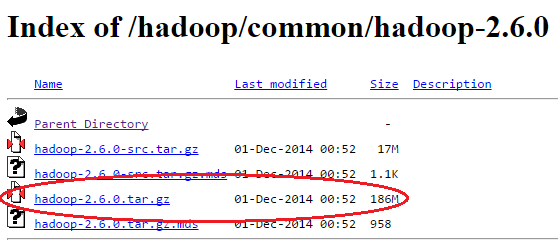 Index of /hadoop/common/hadoop-2.6.0
Name Last modified Size Description
Parent Directory -
hadoop-2.6.0-src.tar.gz 01-Dec-2014 00:52 17M
hadoop-2.6.0-src.tar.gz.mds 01-Dec-2014 00:52 1.1K
hadoop-2.6.0.tar.gz 01-Dec-2014 00:52 186M
hadoop-2.6.0.tar.gz.mds 01-Dec-2014 00:52 958